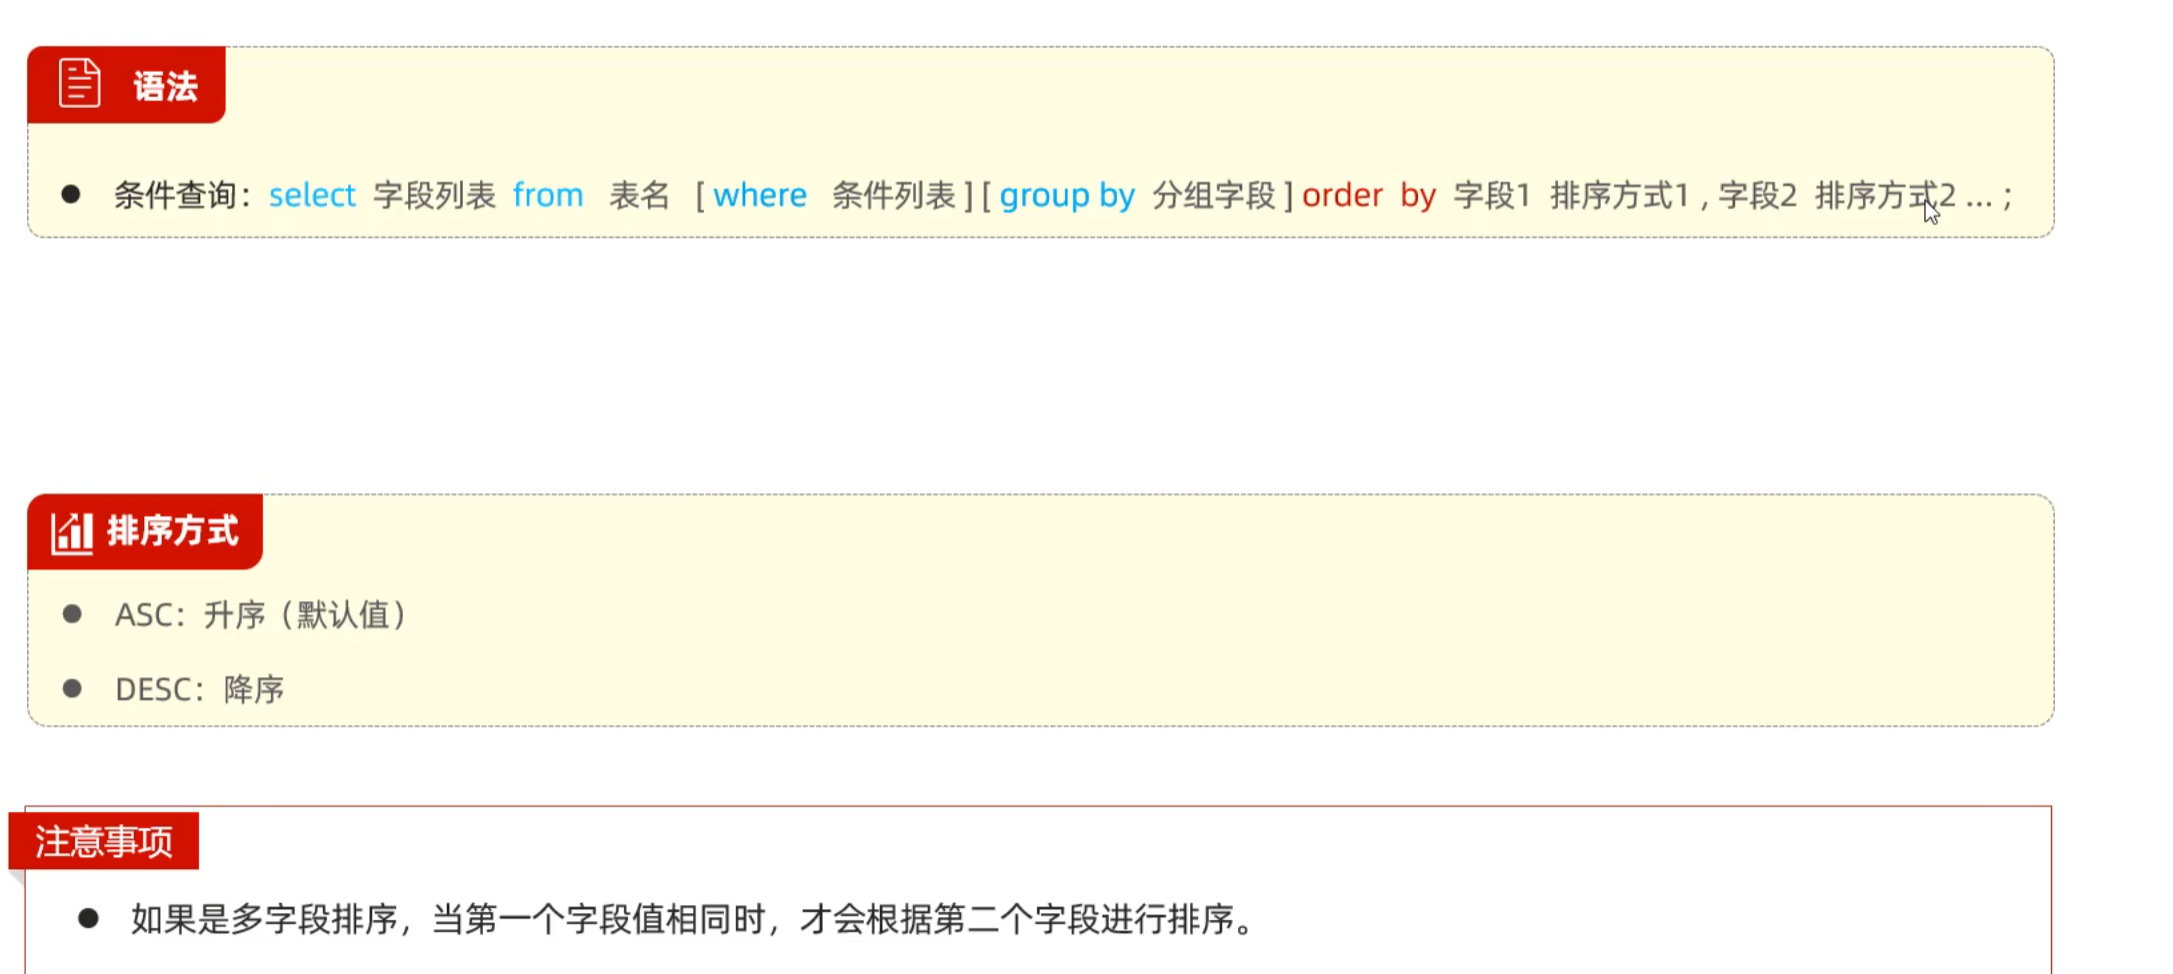 语法
条件查询：select 字段列表 from 表名 [ where 条件列表 ] [ group by 分组字段 ] order by 字段1 排序方式1 , 字段2 排序方式2 … ;
排序方式
ASC：升序（默认值）
DESC：降序
注意事项
如果是多字段排序，当第一个字段值相同时，才会根据第二个字段进行排序。